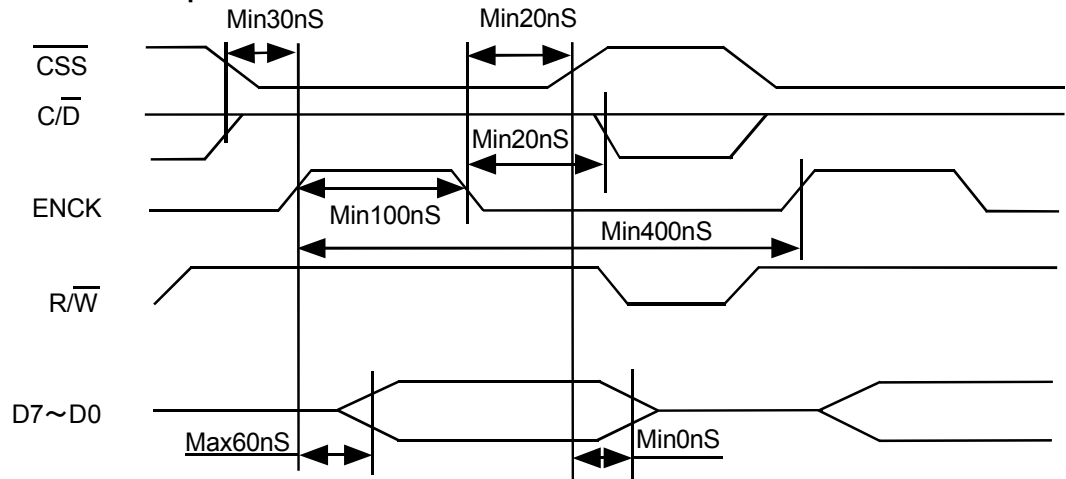 Min30nS
Min20nS
CSS
C/D
Min20nS
ENCK
Min100nS
Min400nS
R/W
D7～D0
Max60nS
Min0nS